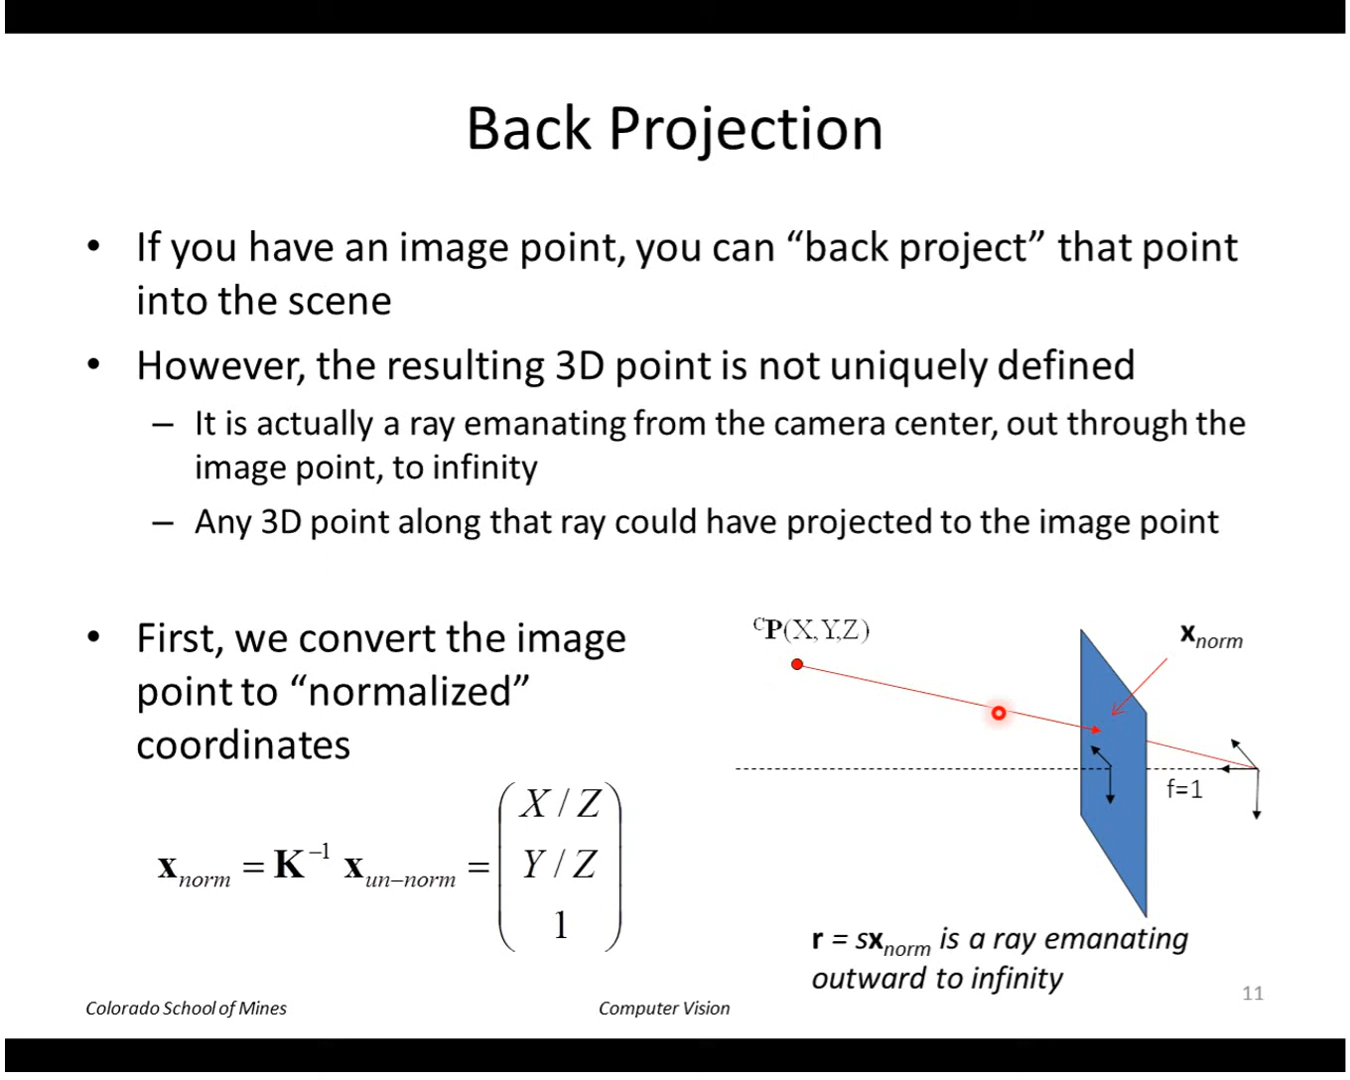 Back Projection
• If you have an image point, you can “back project” that point
into the scene
• However, the resulting 3D point is not uniquely defined
– It is actually a ray emanating from the camera center, out through the
image point, to infinity
– Any 3D point along that ray could have projected to the image point
• First, we convert the image
point to “normalized”
coordinates
x_norm = K⁻¹ x_un−norm = ( X / Z
Y / Z
1 )
ᶜP(X,Y,Z)
x_norm
f=1
r = sx_norm is a ray emanating
outward to infinity
Colorado School of Mines
Computer Vision
11